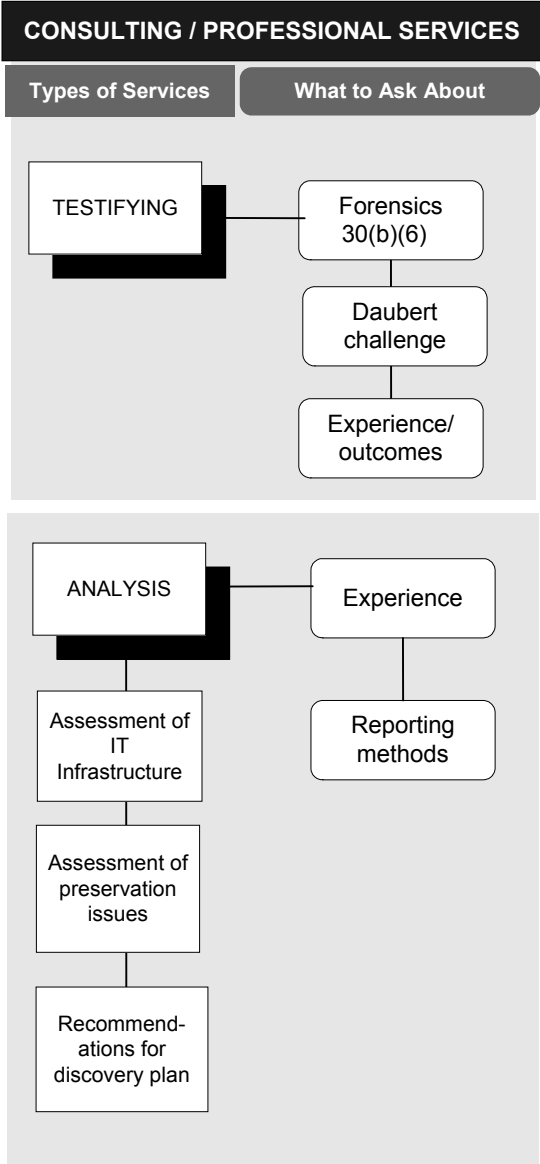 CONSULTING / PROFESSIONAL SERVICES
Types of Services
What to Ask About
TESTIFYING
Forensics
30(b)(6)
Daubert
challenge
Experience/
outcomes
ANALYSIS
Experience
Reporting
methods
Assessment of
IT
Infrastructure
Assessment of
preservation
issues
Recommend-
ations for
discovery plan